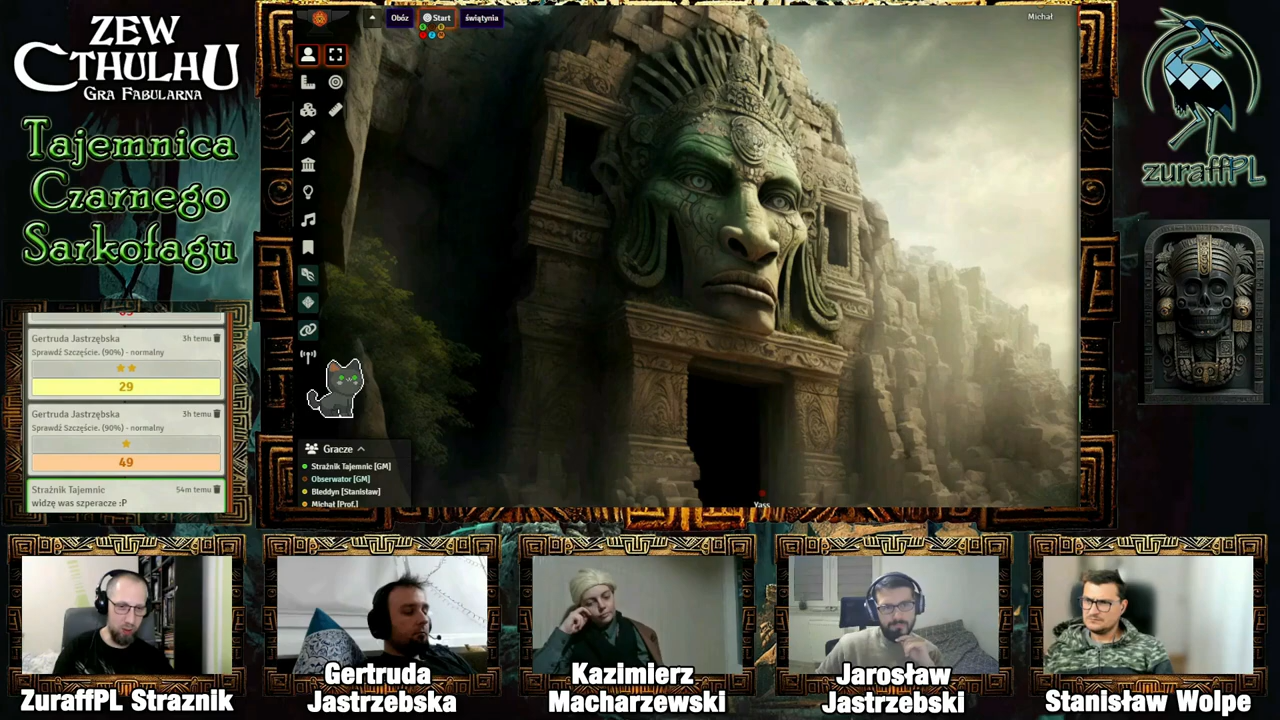 ZEW
CTHULHU
GRA FABULARNA
Tajemnica
Czarnego
Sarkofagu
Gertruda Jastrzębska 3h temu
Sprawdź Szczęście. (90%) - normalny
29
Gertruda Jastrzębska 3h temu
Sprawdź Szczęście. (90%) - normalny
49
Strażnik Tajemnic 54m temu
widzę was szperacze :P
Obóz Start świątynia
Michał
Gracze
Strażnik Tajemnic [GM]
Obserwator [GM]
Bleddyn [Stanisław]
Michał [Prof.]
Yass
zuraffPL
ZuraffPL Straznik
Gertruda
Jastrzebska
Kazimierz
Macharzewski
Jarosław
Jastrzebski
Stanisław Wolpe